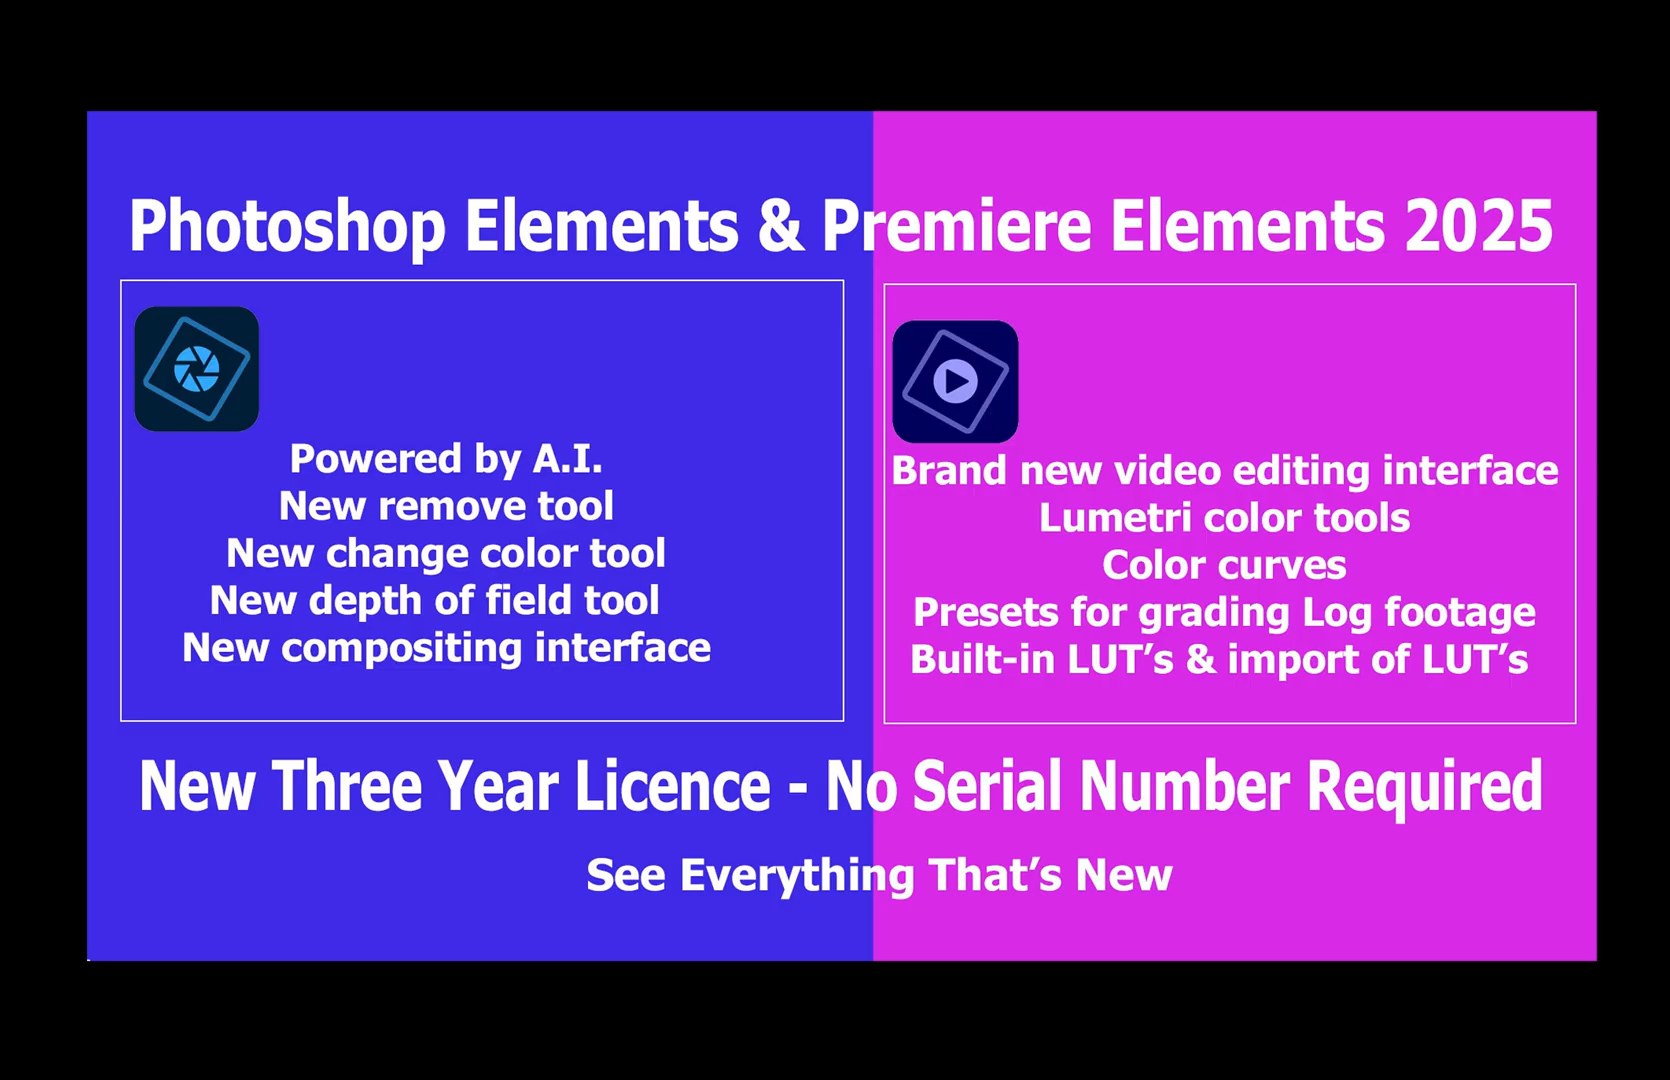 Photoshop Elements & Premiere Elements 2025
Powered by A.I.
New remove tool
New change color tool
New depth of field tool
New compositing interface
Brand new video editing interface
Lumetri color tools
Color curves
Presets for grading Log footage
Built-in LUT’s & import of LUT’s
New Three Year Licence - No Serial Number Required
See Everything That’s New